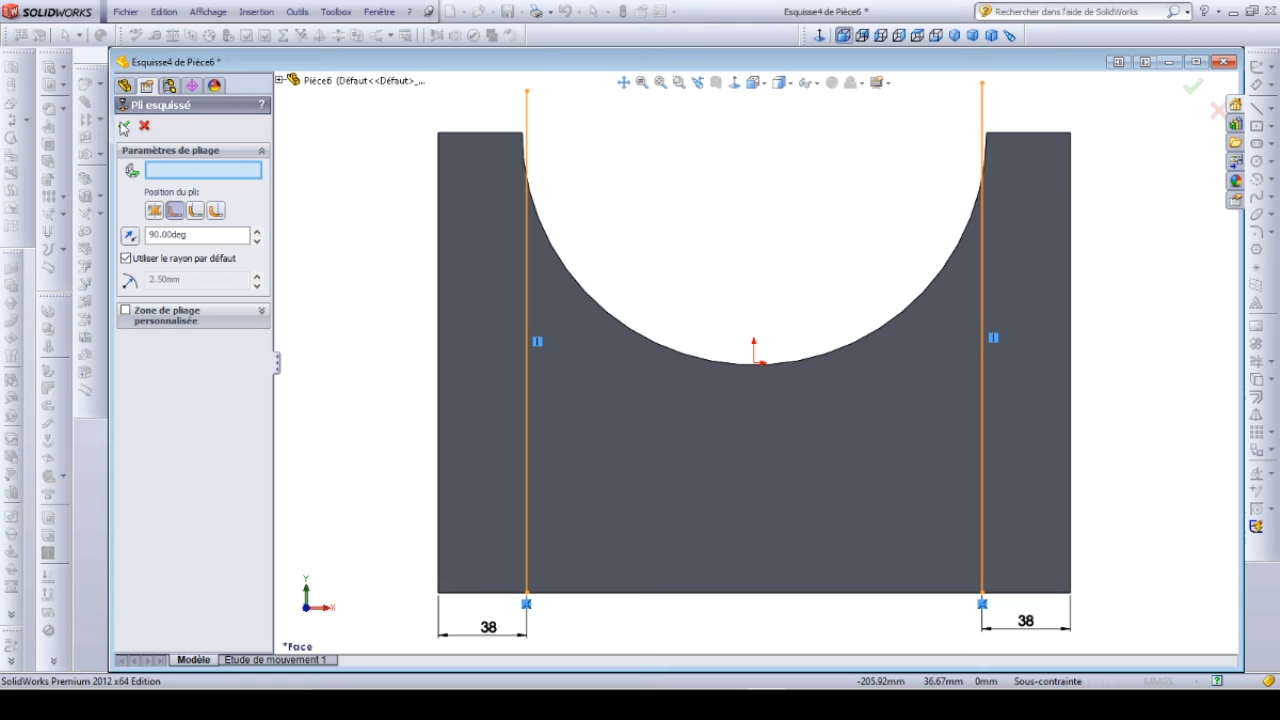 SOLIDWORKS Fichier Edition Affichage Insertion Outils Toolbox Fenêtre ? Esquisse4 de Pièce6 * Rechercher dans l'aide de SolidWorks ?
Esquisse4 de Pièce6 *
Pièce6 (Défaut<<Défaut>_...
Pli esquissé ?
Paramètres de pliage
Position du pli:
90.00deg
Utiliser le rayon par défaut
2.50mm
Zone de pliage
personnalisée
Y
X
38
38
*Face
Modèle Etude de mouvement 1
SolidWorks Premium 2012 x64 Edition -205.92mm 36.67mm 0mm Sous-contrainte MMGS - ?